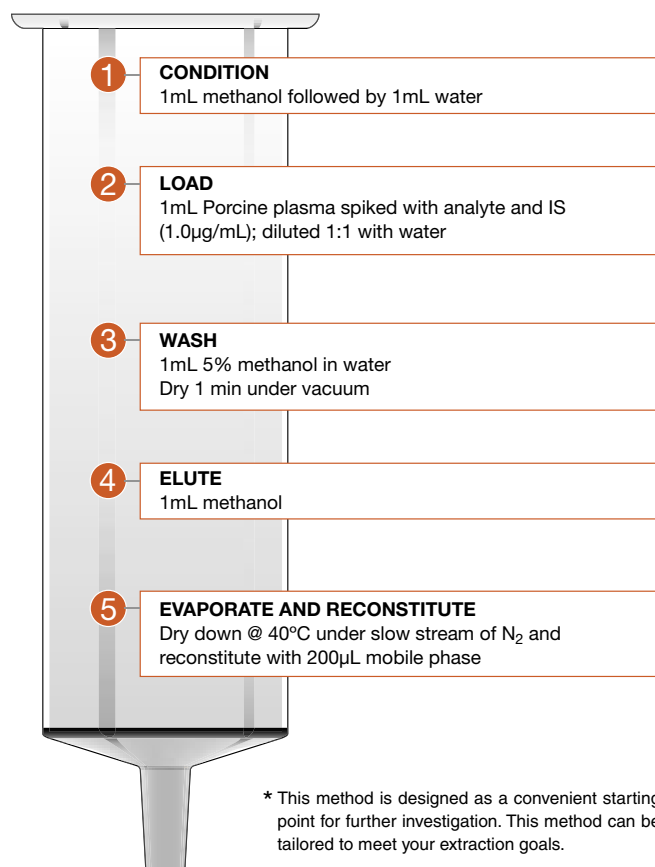 1
CONDITION
1mL methanol followed by 1mL water
2
LOAD
1mL Porcine plasma spiked with analyte and IS
(1.0µg/mL); diluted 1:1 with water
3
WASH
1mL 5% methanol in water
Dry 1 min under vacuum
4
ELUTE
1mL methanol
5
EVAPORATE AND RECONSTITUTE
Dry down @ 40ºC under slow stream of N₂ and
reconstitute with 200µL mobile phase
* This method is designed as a convenient starting
point for further investigation. This method can be
tailored to meet your extraction goals.